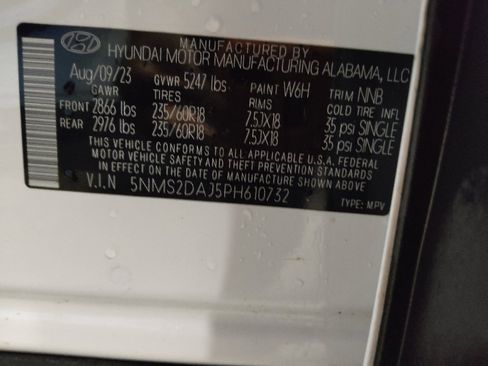 MANUFACTURED BY
HYUNDAI MOTOR MANUFACTURING ALABAMA, LLC
Aug/09/23 GVWR 5247 lbs PAINT W6H TRIM NNB
GAWR TIRES RIMS COLD TIRE INFL
FRONT 2866 lbs 235/60R18 7.5JX18 35 psi SINGLE
REAR 2976 lbs 235/60R18 7.5JX18 35 psi SINGLE
THIS VEHICLE CONFORMS TO ALL APPLICABLE U.S.A. FEDERAL
MOTOR VEHICLE SAFETY AND THEFT PREVENTION STANDARDS
IN EFFECT ON THE DATE OF MANUFACTURE SHOWN ABOVE
V.I.N 5NMS2DAJ5PH610732
TYPE: MPV